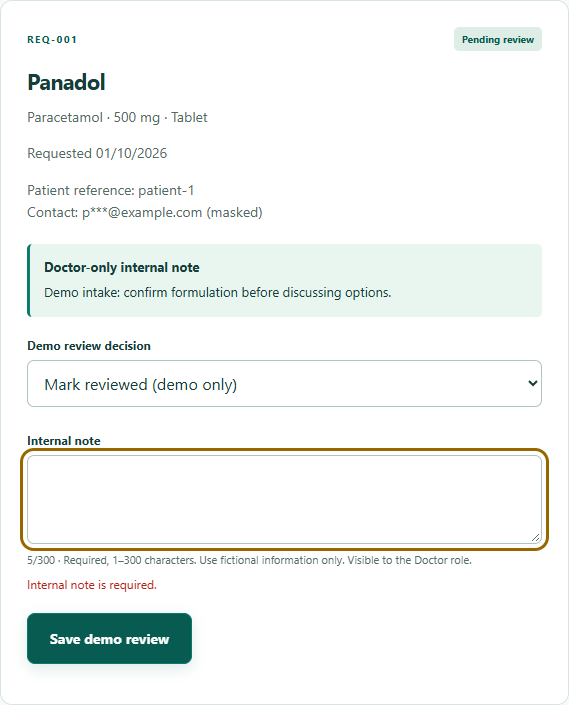 REQ-001
Pending review
Panadol
Paracetamol · 500 mg · Tablet
Requested 01/10/2026
Patient reference: patient-1
Contact: p***@example.com (masked)
Doctor-only internal note
Demo intake: confirm formulation before discussing options.
Demo review decision
Mark reviewed (demo only)
Internal note
5/300 · Required, 1–300 characters. Use fictional information only. Visible to the Doctor role.
Internal note is required.
Save demo review